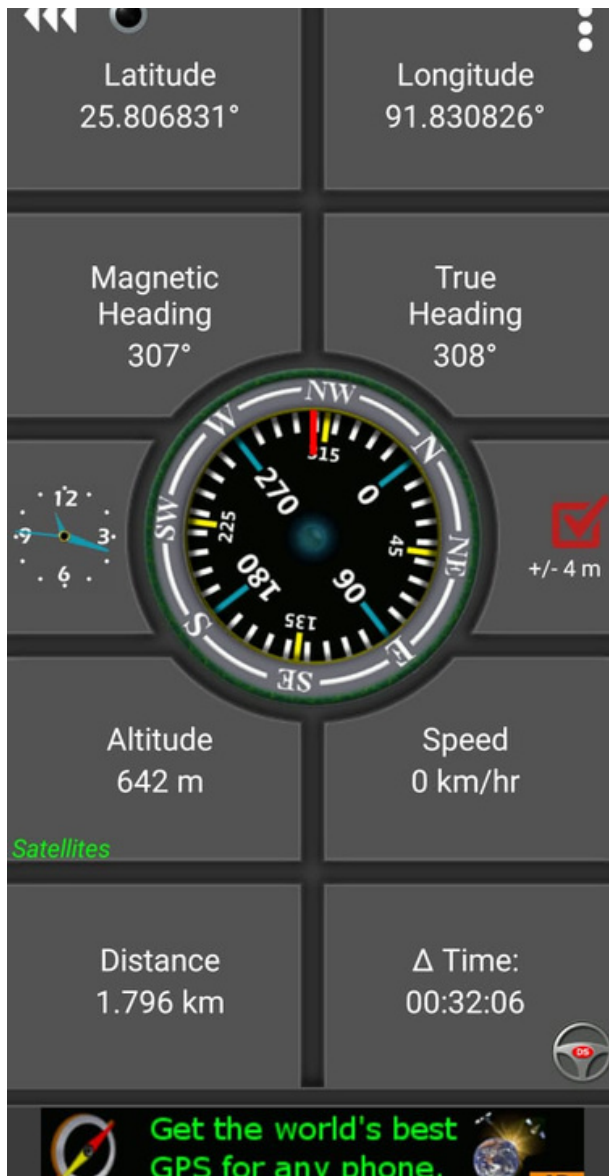 Latitude
25.806831°
Longitude
91.830826°
Magnetic
Heading
307°
True
Heading
308°
NW
N
NE
E
SE
S
SW
W
315
0
45
90
135
180
225
270
12
3
6
9
+/- 4 m
Altitude
642 m
Speed
0 km/hr
Satellites
Distance
1.796 km
Δ Time:
00:32:06
DS
Get the world's best
GPS for any phone.